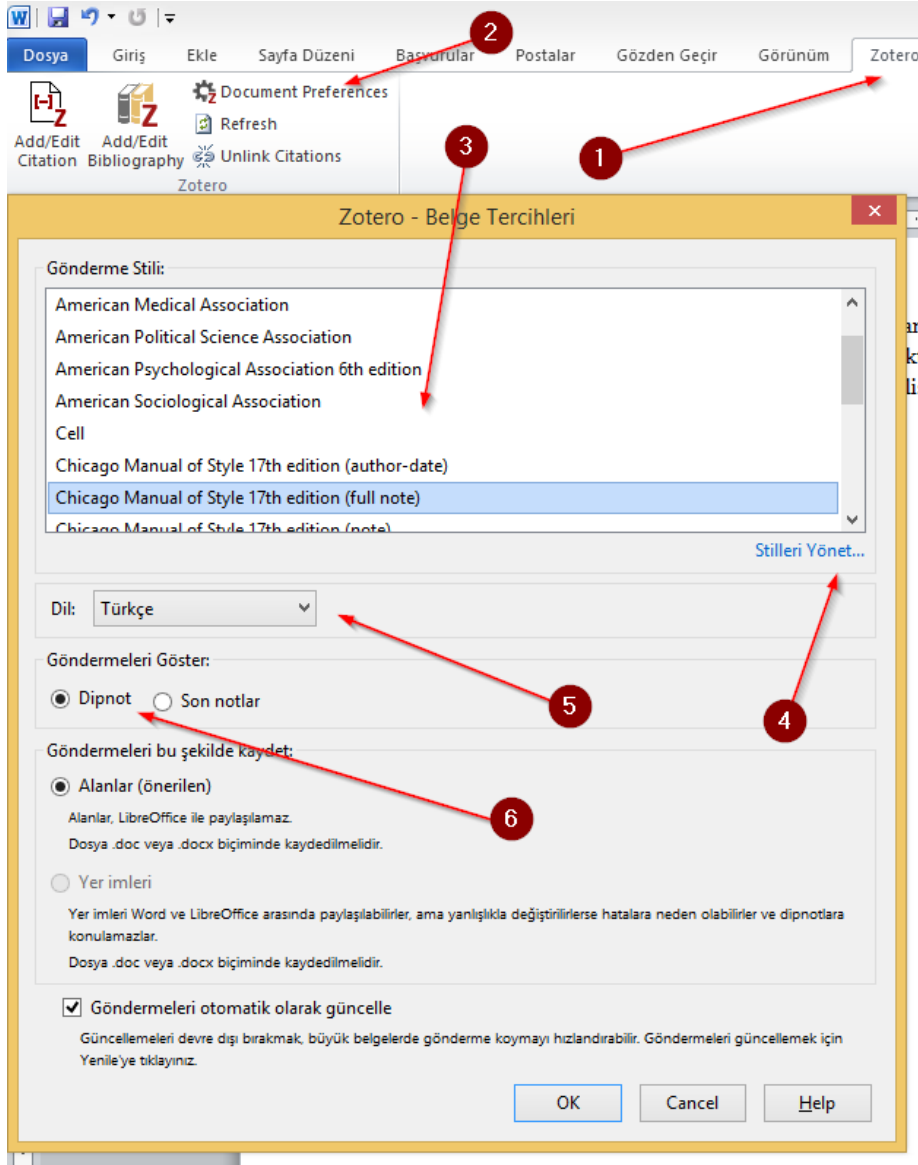 W
2
Dosya Giriş Ekle Sayfa Düzeni Başvurular Postalar Gözden Geçir Görünüm Zotero
Document Preferences
Add/Edit Citation
Add/Edit Bibliography
Refresh
Unlink Citations
3
1
Zotero
Zotero - Belge Tercihleri
Gönderme Stili:
American Medical Association
American Political Science Association
American Psychological Association 6th edition
American Sociological Association
Cell
Chicago Manual of Style 17th edition (author-date)
Chicago Manual of Style 17th edition (full note)
Chicago Manual of Style 17th edition (note)
Stilleri Yönet...
Dil: Türkçe
Göndermeleri Göster:
Dipnot Son notlar
5
4
Göndermeleri bu şekilde kaydet:
Alanlar (önerilen)
Alanlar, LibreOffice ile paylaşılamaz.
6
Dosya .doc veya .docx biçiminde kaydedilmelidir.
Yer imleri
Yer imleri Word ve LibreOffice arasında paylaşılabilirler, ama yanlışlıkla değiştirilirlerse hatalara neden olabilirler ve dipnotlara
konulamazlar.
Dosya .doc veya .docx biçiminde kaydedilmelidir.
Göndermeleri otomatik olarak güncelle
Güncellemeleri devre dışı bırakmak, büyük belgelerde gönderme koymayı hızlandırabilir. Göndermeleri güncellemek için
Yenile'ye tıklayınız.
OK Cancel Help